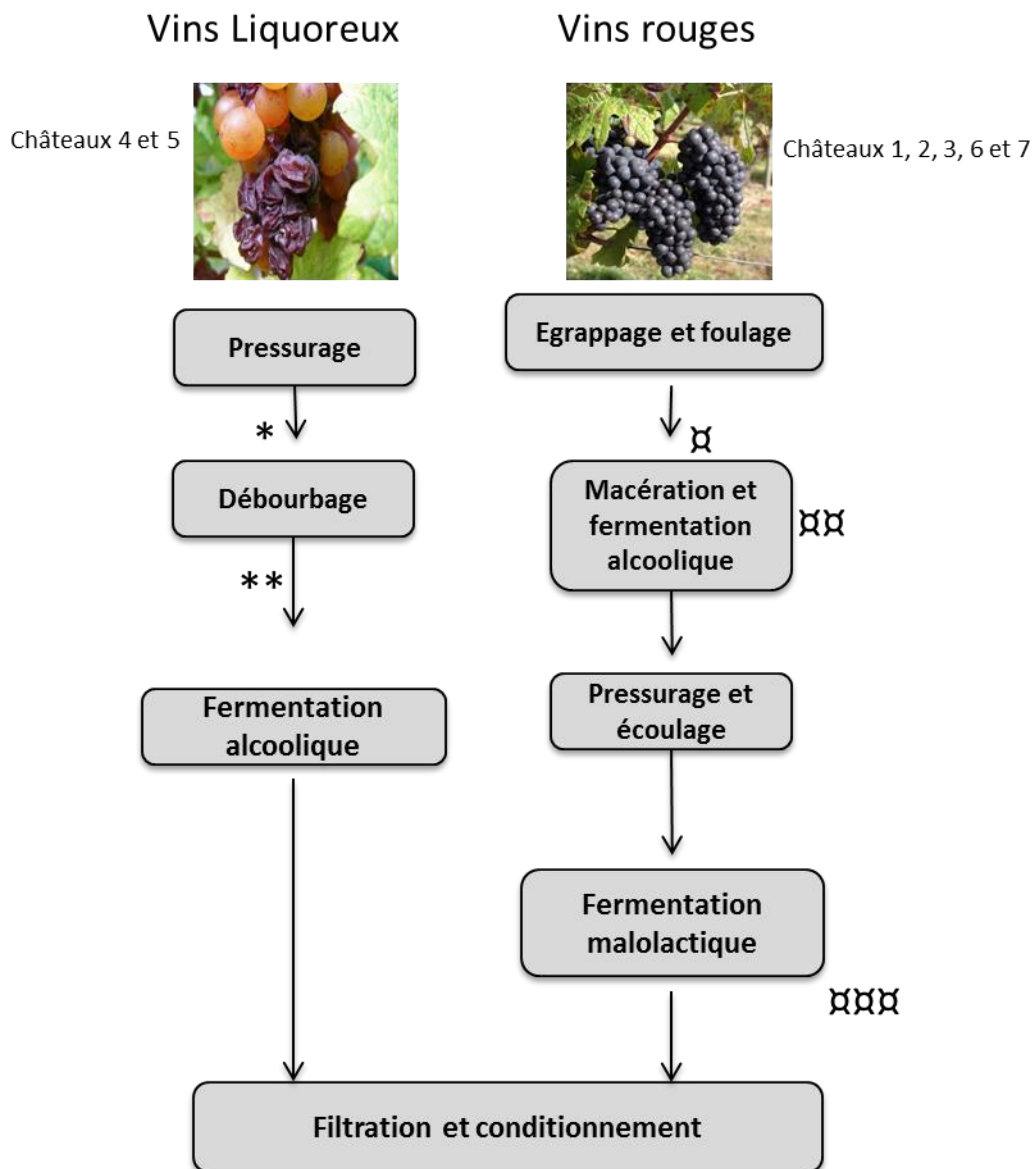 Vins Liquoreux
Vins rouges
Châteaux 4 et 5
Châteaux 1, 2, 3, 6 et 7
Pressurage
Egrappage et foulage
*
¤
Débourbage
Macération et
fermentation
alcoolique
¤¤
**
Fermentation
alcoolique
Pressurage et
écoulage
Fermentation
malolactique
¤¤¤
Filtration et conditionnement